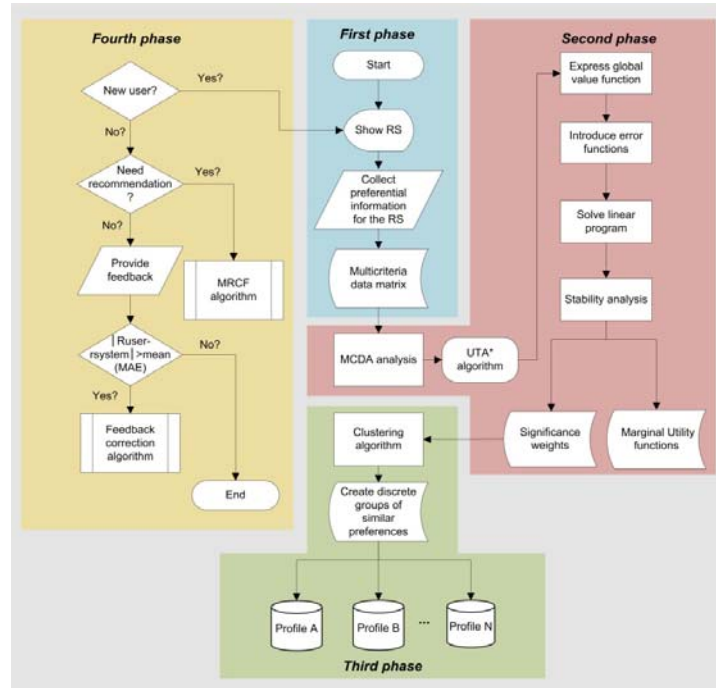 Fourth phase
New user?
Yes?
No?
Need
recommendation
?
Yes?
No?
Provide
feedback
MRCF
algorithm
|Ruser-
system|>mean
(MAE)
No?
Yes?
Feedback
correction
algorithm
End
First phase
Start
Show RS
Collect
preferential
information
for the RS
Multicriteria
data matrix
Second phase
MCDA analysis
UTA*
algorithm
Express global
value function
Introduce error
functions
Solve linear
program
Stability analysis
Significance
weights
Marginal Utility
functions
Clustering
algorithm
Create discrete
groups of
similar
preferences
Profile A
Profile B
...
Profile N
Third phase